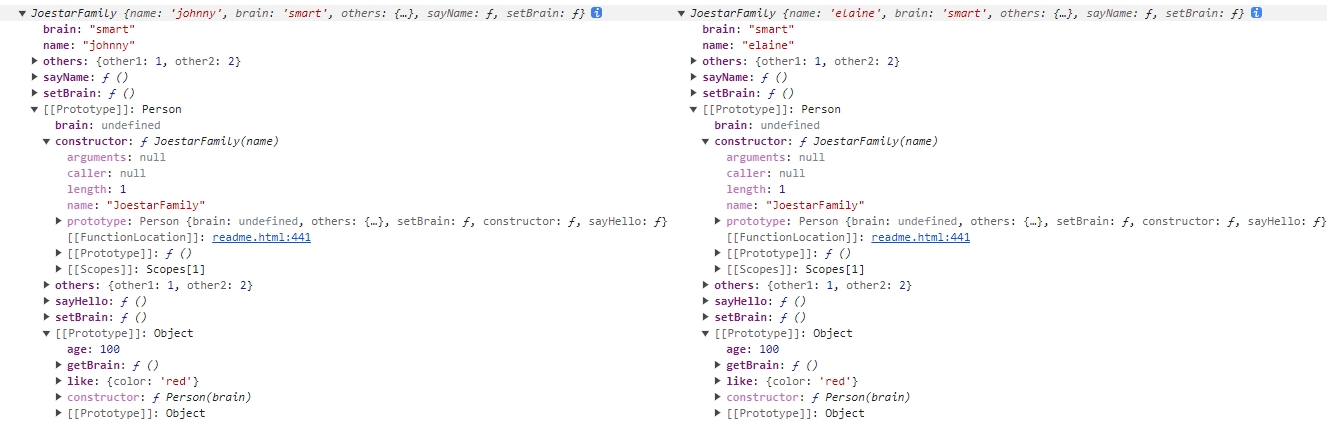 ▼ JoestarFamily {name: 'johnny', brain: 'smart', others: {…}, sayName: ƒ, setBrain: ƒ} i
brain: "smart"
name: "johnny"
▶ others: {other1: 1, other2: 2}
▶ sayName: ƒ ()
▶ setBrain: ƒ ()
▼ [[Prototype]]: Person
brain: undefined
▼ constructor: ƒ JoestarFamily(name)
arguments: null
caller: null
length: 1
name: "JoestarFamily"
▶ prototype: Person {brain: undefined, others: {…}, setBrain: ƒ, constructor: ƒ, sayHello: ƒ}
[[FunctionLocation]]: readme.html:441
▶ [[Prototype]]: ƒ ()
▶ [[Scopes]]: Scopes[1]
▶ others: {other1: 1, other2: 2}
▶ sayHello: ƒ ()
▶ setBrain: ƒ ()
▼ [[Prototype]]: Object
age: 100
▶ getBrain: ƒ ()
▶ like: {color: 'red'}
▶ constructor: ƒ Person(brain)
▶ [[Prototype]]: Object
▼ JoestarFamily {name: 'elaine', brain: 'smart', others: {…}, sayName: ƒ, setBrain: ƒ} i
brain: "smart"
name: "elaine"
▶ others: {other1: 1, other2: 2}
▶ sayName: ƒ ()
▶ setBrain: ƒ ()
▼ [[Prototype]]: Person
brain: undefined
▼ constructor: ƒ JoestarFamily(name)
arguments: null
caller: null
length: 1
name: "JoestarFamily"
▶ prototype: Person {brain: undefined, others: {…}, setBrain: ƒ, constructor: ƒ, sayHello: ƒ}
[[FunctionLocation]]: readme.html:441
▶ [[Prototype]]: ƒ ()
▶ [[Scopes]]: Scopes[1]
▶ others: {other1: 1, other2: 2}
▶ sayHello: ƒ ()
▶ setBrain: ƒ ()
▼ [[Prototype]]: Object
age: 100
▶ getBrain: ƒ ()
▶ like: {color: 'red'}
▶ constructor: ƒ Person(brain)
▶ [[Prototype]]: Object